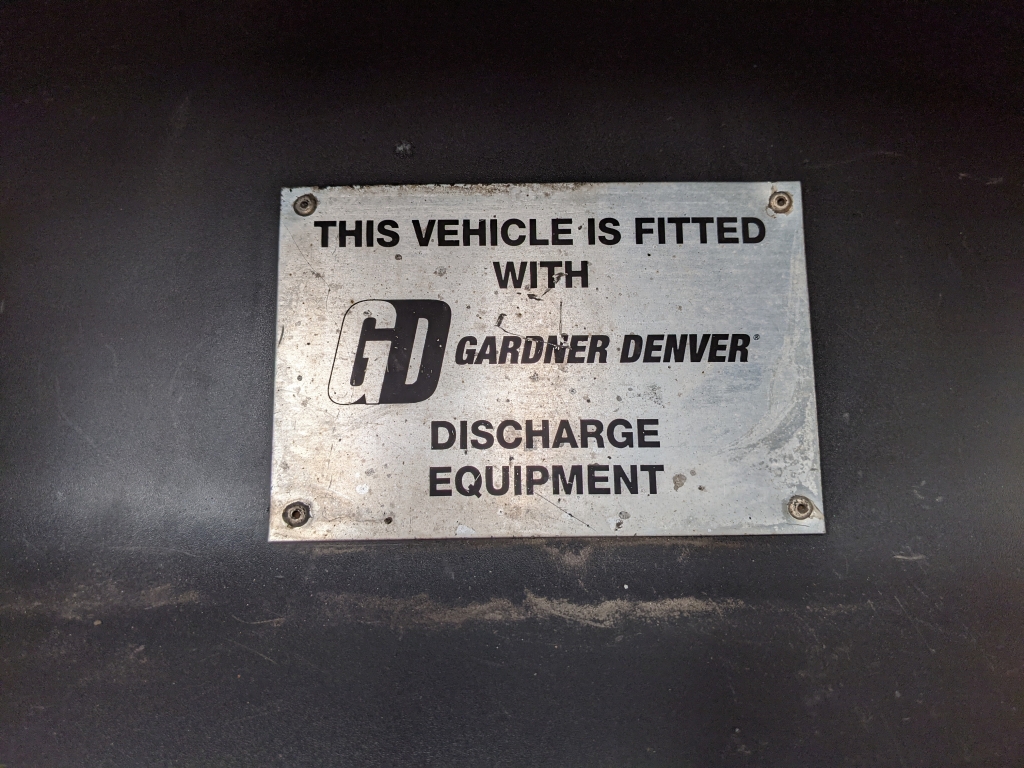 THIS VEHICLE IS FITTED
WITH
GD GARDNER DENVER®
DISCHARGE
EQUIPMENT